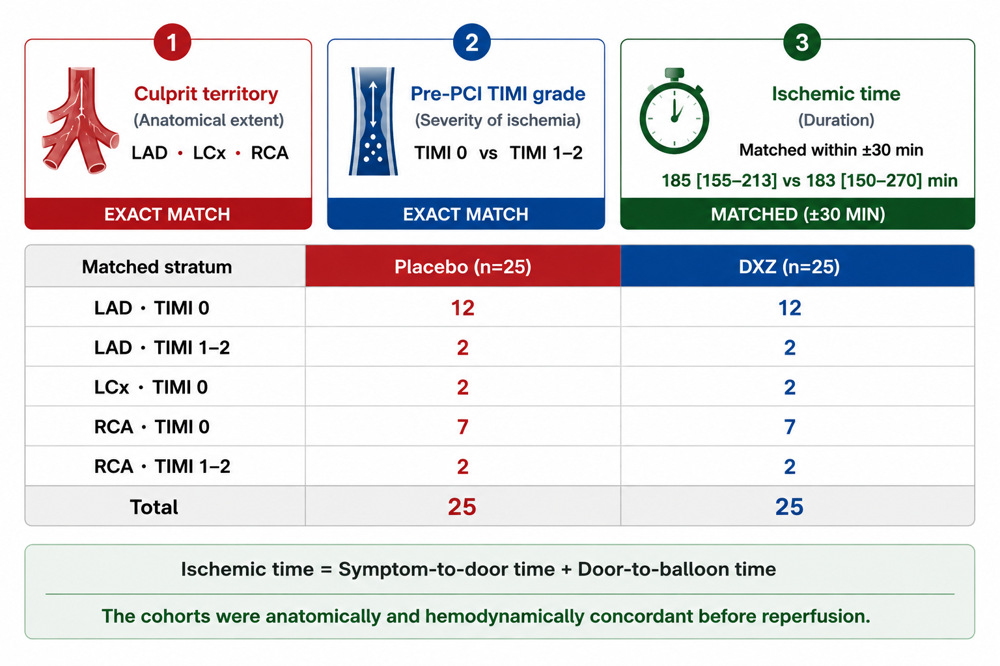 1
Culprit territory
(Anatomical extent)
LAD • LCx • RCA
EXACT MATCH
2
Pre-PCI TIMI grade
(Severity of ischemia)
TIMI 0 vs TIMI 1–2
EXACT MATCH
3
Ischemic time
(Duration)
Matched within ±30 min
185 [155–213] vs 183 [150–270] min
MATCHED (±30 MIN)
Matched stratum Placebo (n=25) DXZ (n=25)
LAD • TIMI 0 12 12
LAD • TIMI 1–2 2 2
LCx • TIMI 0 2 2
RCA • TIMI 0 7 7
RCA • TIMI 1–2 2 2
Total 25 25
Ischemic time = Symptom-to-door time + Door-to-balloon time
The cohorts were anatomically and hemodynamically concordant before reperfusion.